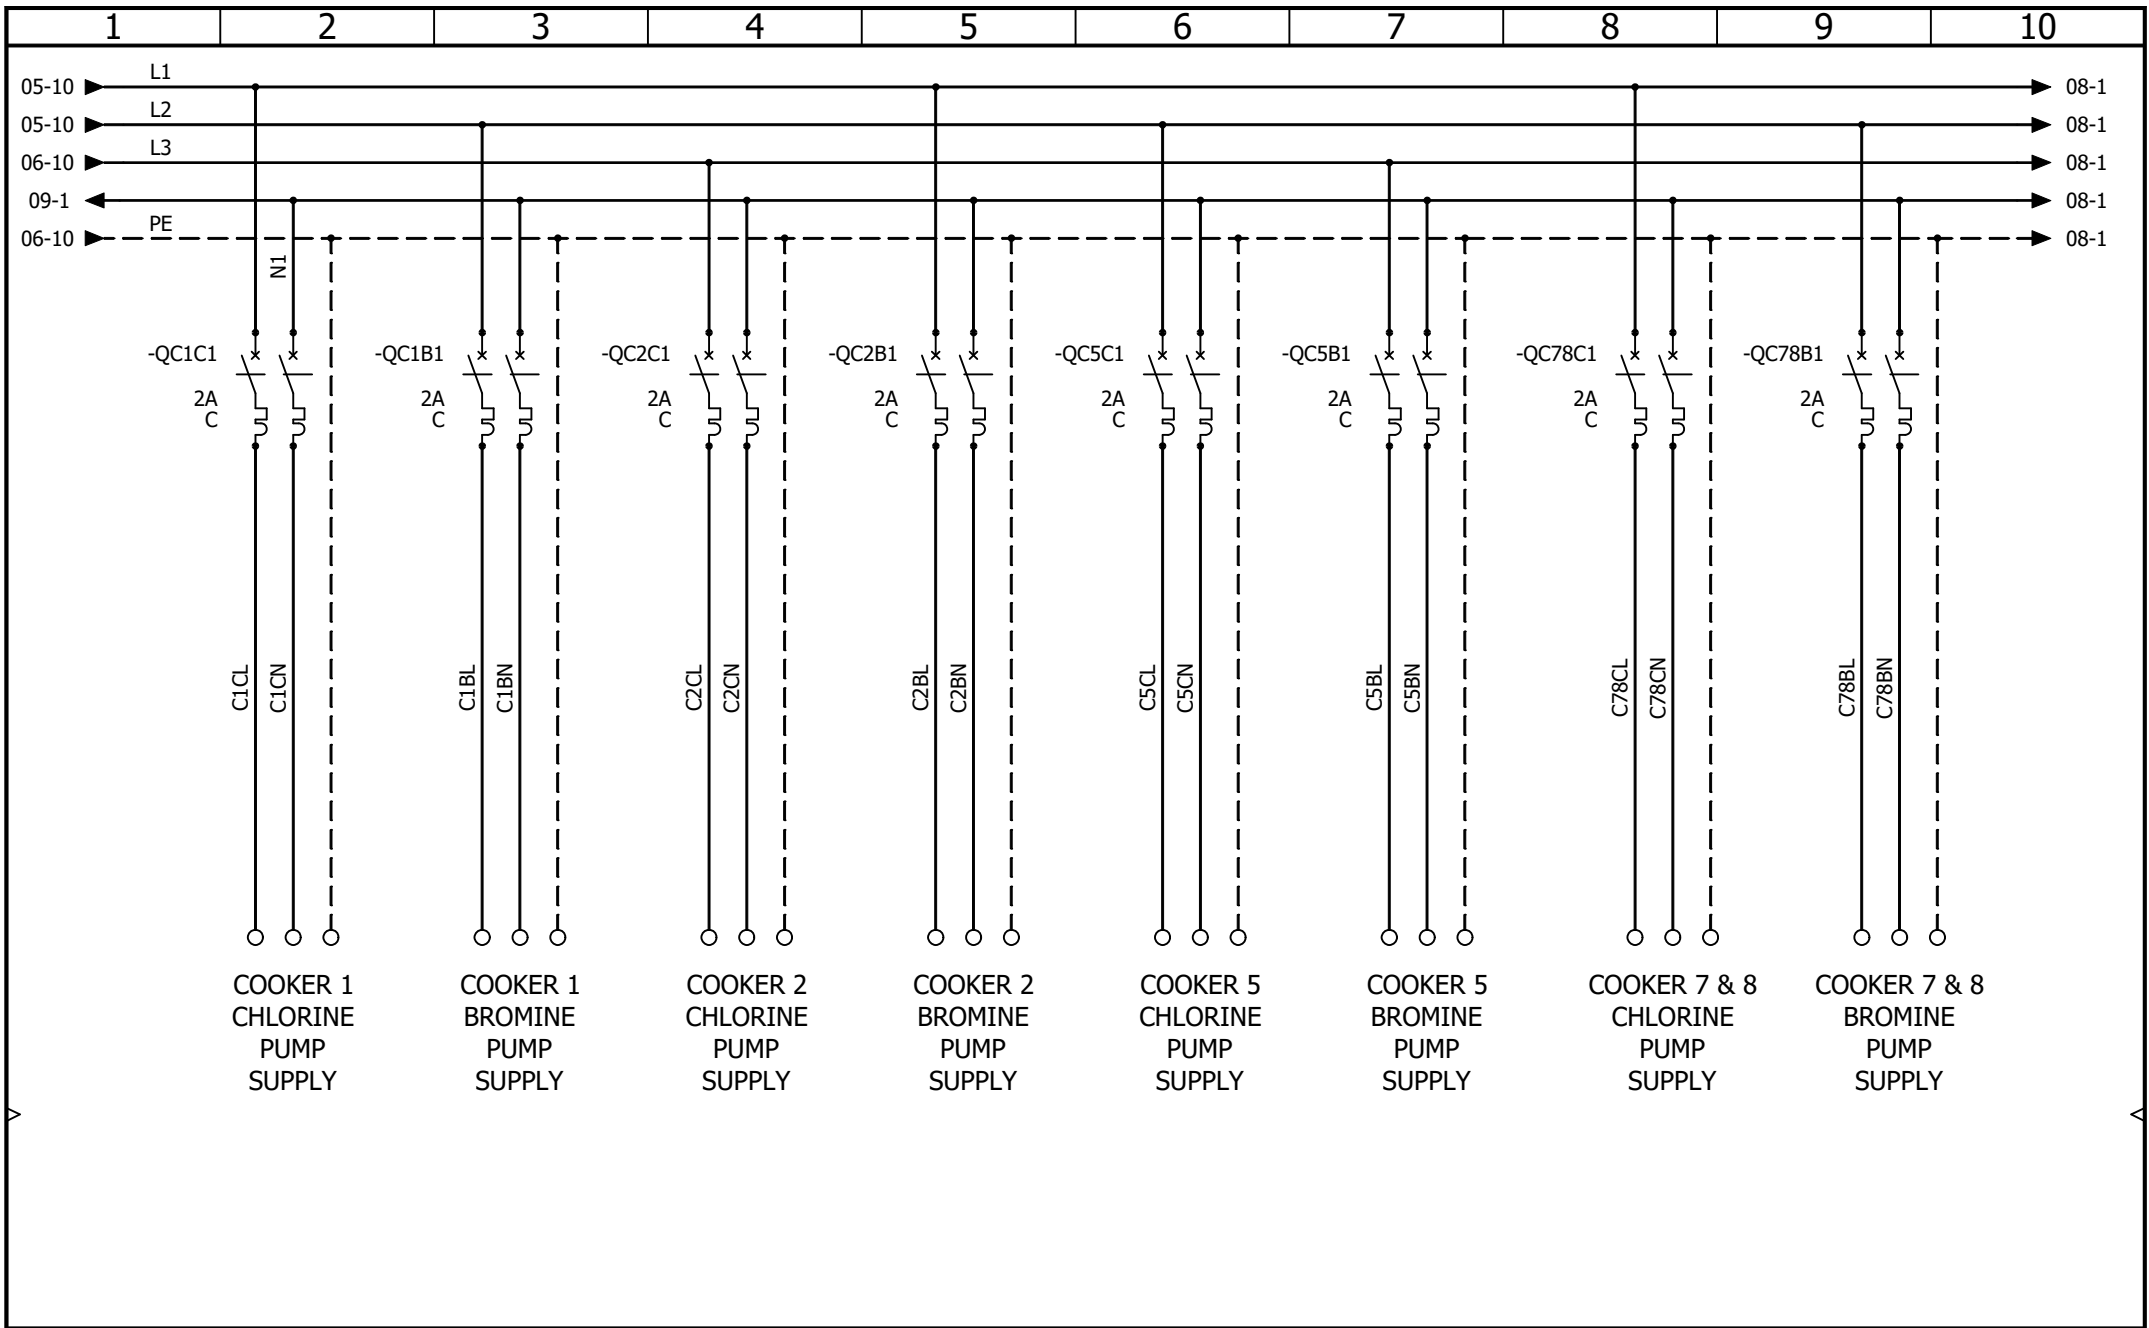 1 2 3 4 5 6 7 8 9 10
L1
05-10 08-1
L2
05-10 08-1
L3
06-10 08-1
09-1 08-1
PE
06-10 08-1
N1
-QC1C1 -QC1B1 -QC2C1 -QC2B1 -QC5C1 -QC5B1 -QC78C1 -QC78B1
2A 2A 2A 2A 2A 2A 2A 2A
C C C C C C C C
C1CL C1CN C1BL C1BN C2CL C2CN C2BL C2BN C5CL C5CN C5BL C5BN C78CL C78CN C78BL C78BN
COOKER 1 COOKER 1 COOKER 2 COOKER 2 COOKER 5 COOKER 5 COOKER 7 & 8 COOKER 7 & 8
CHLORINE BROMINE CHLORINE BROMINE CHLORINE BROMINE CHLORINE BROMINE
PUMP PUMP PUMP PUMP PUMP PUMP PUMP PUMP
SUPPLY SUPPLY SUPPLY SUPPLY SUPPLY SUPPLY SUPPLY SUPPLY